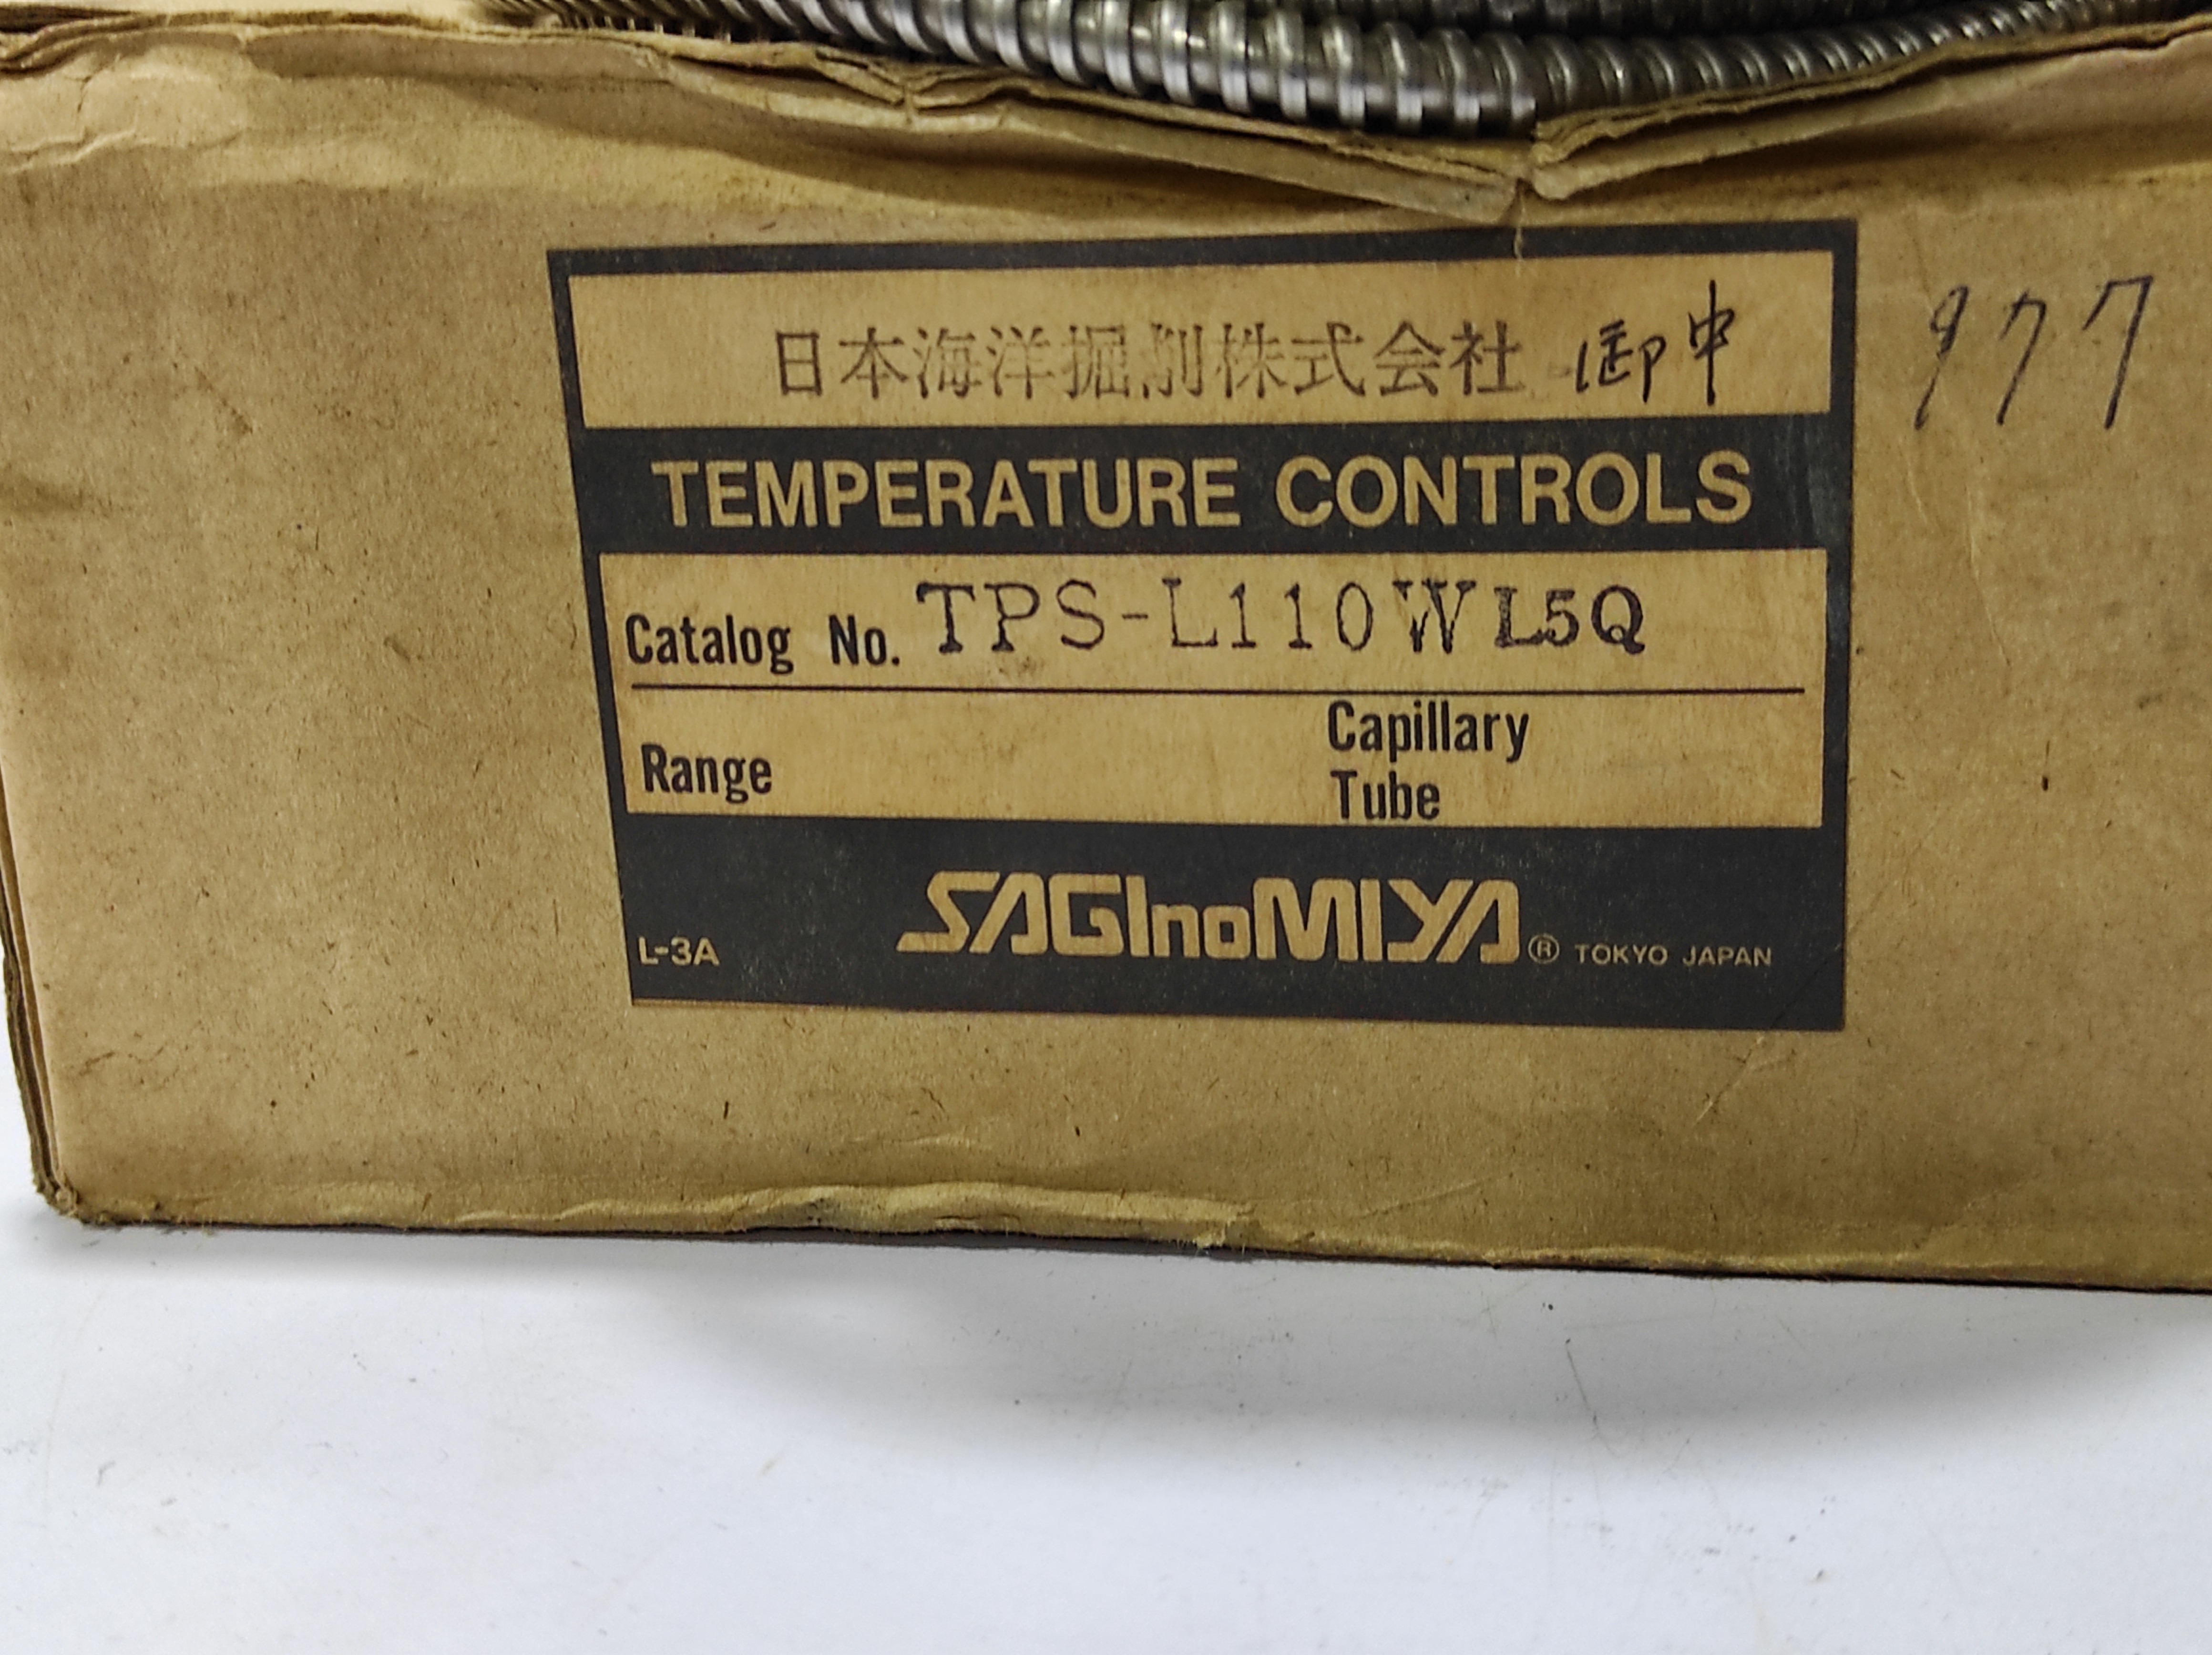 日本海洋掘削株式会社 御中
977
TEMPERATURE CONTROLS
Catalog No. TPS-L110WL5Q
Range
Capillary
Tube
L-3A
SAGInoMIYA® TOKYO JAPAN